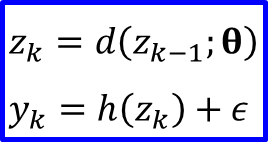 z_k = d(z_{k−1}; θ)
y_k = h(z_k) + ϵ